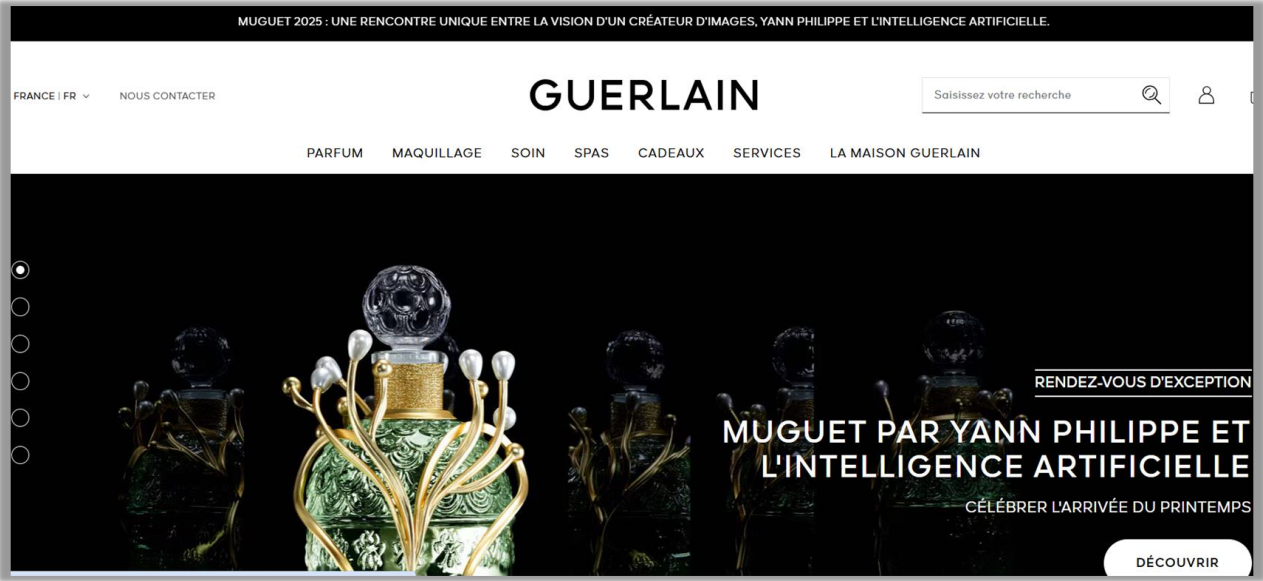 MUGUET 2025 : UNE RENCONTRE UNIQUE ENTRE LA VISION D'UN CRÉATEUR D'IMAGES, YANN PHILIPPE ET L'INTELLIGENCE ARTIFICIELLE.
FRANCE | FR
NOUS CONTACTER
GUERLAIN
Saisissez votre recherche
PARFUM MAQUILLAGE SOIN SPAS CADEAUX SERVICES LA MAISON GUERLAIN
RENDEZ-VOUS D'EXCEPTION
MUGUET PAR YANN PHILIPPE ET
L'INTELLIGENCE ARTIFICIELLE
CÉLÉBRER L'ARRIVÉE DU PRINTEMPS
DÉCOUVRIR